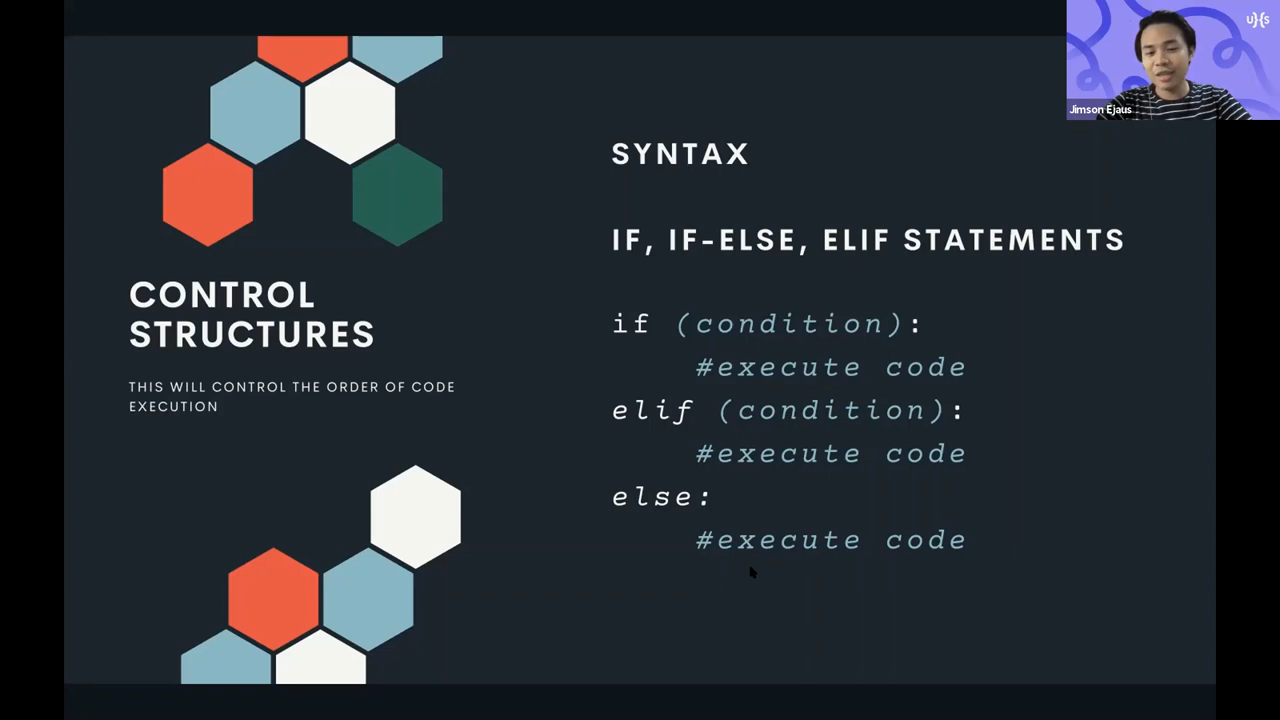 CONTROL
STRUCTURES
THIS WILL CONTROL THE ORDER OF CODE
EXECUTION
SYNTAX
IF, IF-ELSE, ELIF STATEMENTS
if (condition):
#execute code
elif (condition):
#execute code
else:
#execute code
Jimson Ejaus